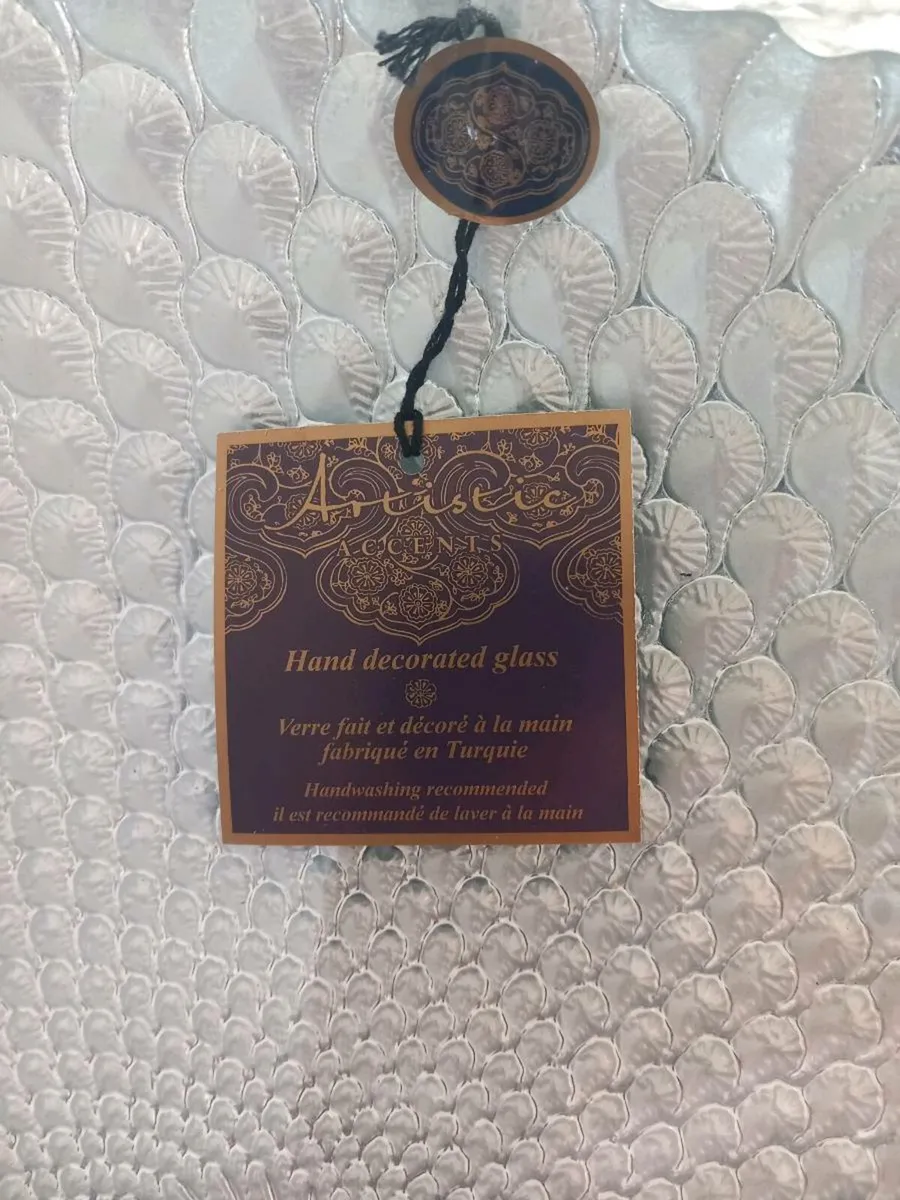 Artistic
ACCENTS
Hand decorated glass
Verre fait et décoré à la main
fabriqué en Turquie
Handwashing recommended
il est recommandé de laver à la main